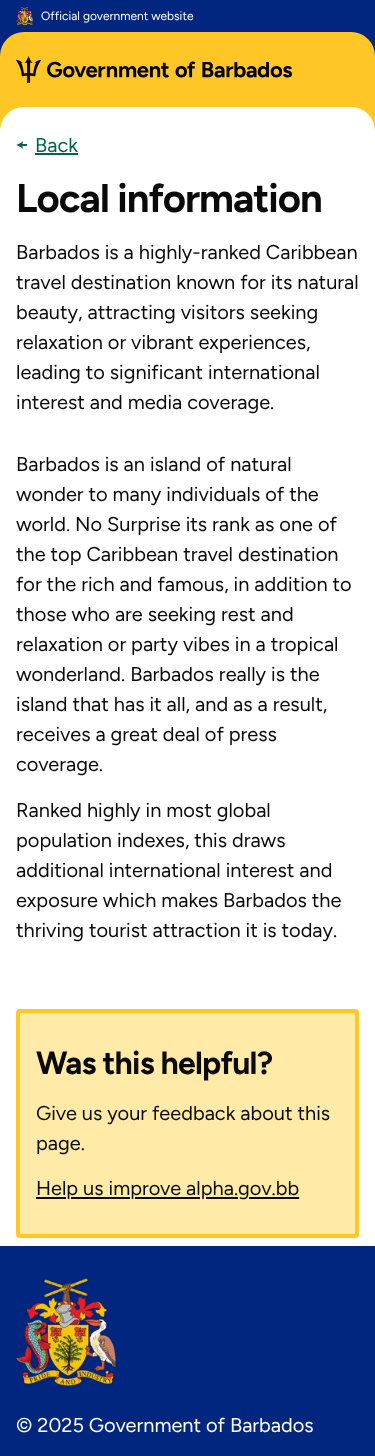 Official government website
Government of Barbados
Back
Local information
Barbados is a highly-ranked Caribbean
travel destination known for its natural
beauty, attracting visitors seeking
relaxation or vibrant experiences,
leading to significant international
interest and media coverage.
Barbados is an island of natural
wonder to many individuals of the
world. No Surprise its rank as one of
the top Caribbean travel destination
for the rich and famous, in addition to
those who are seeking rest and
relaxation or party vibes in a tropical
wonderland. Barbados really is the
island that has it all, and as a result,
receives a great deal of press
coverage.
Ranked highly in most global
population indexes, this draws
additional international interest and
exposure which makes Barbados the
thriving tourist attraction it is today.
Was this helpful?
Give us your feedback about this
page.
Help us improve alpha.gov.bb
PRIDE AND INDUSTRY
© 2025 Government of Barbados